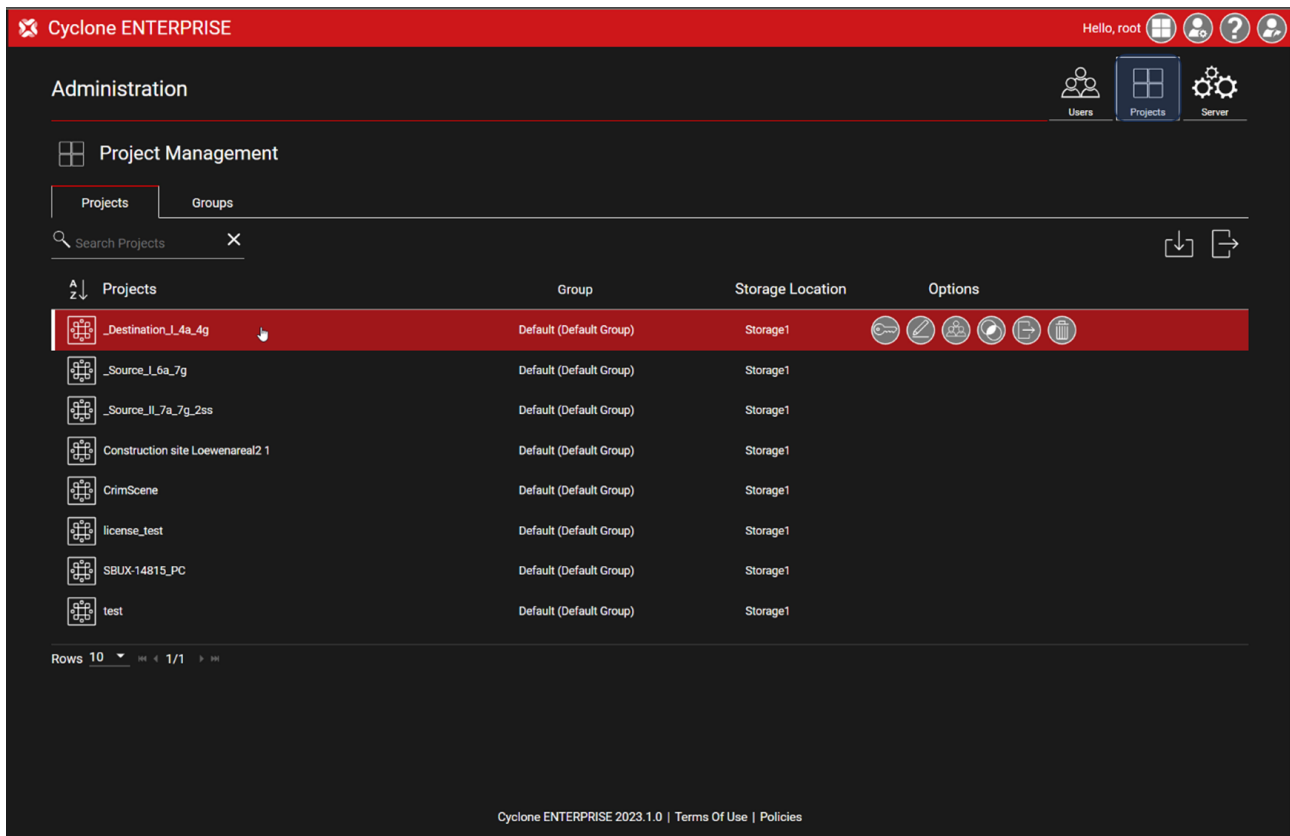 Cyclone ENTERPRISE
Hello, root
?
Administration
Users
Projects
Server
Project Management
Projects
Groups
Search Projects
A
Z
Projects Group Storage Location Options
_Destination_I_4a_4g Default (Default Group) Storage1
_Source_I_6a_7g Default (Default Group) Storage1
_Source_II_7a_7g_2ss Default (Default Group) Storage1
Construction site Loewenareal2 1 Default (Default Group) Storage1
CrimScene Default (Default Group) Storage1
license_test Default (Default Group) Storage1
SBUX-14815_PC Default (Default Group) Storage1
test Default (Default Group) Storage1
Rows 10 1/1
Cyclone ENTERPRISE 2023.1.0 | Terms Of Use | Policies